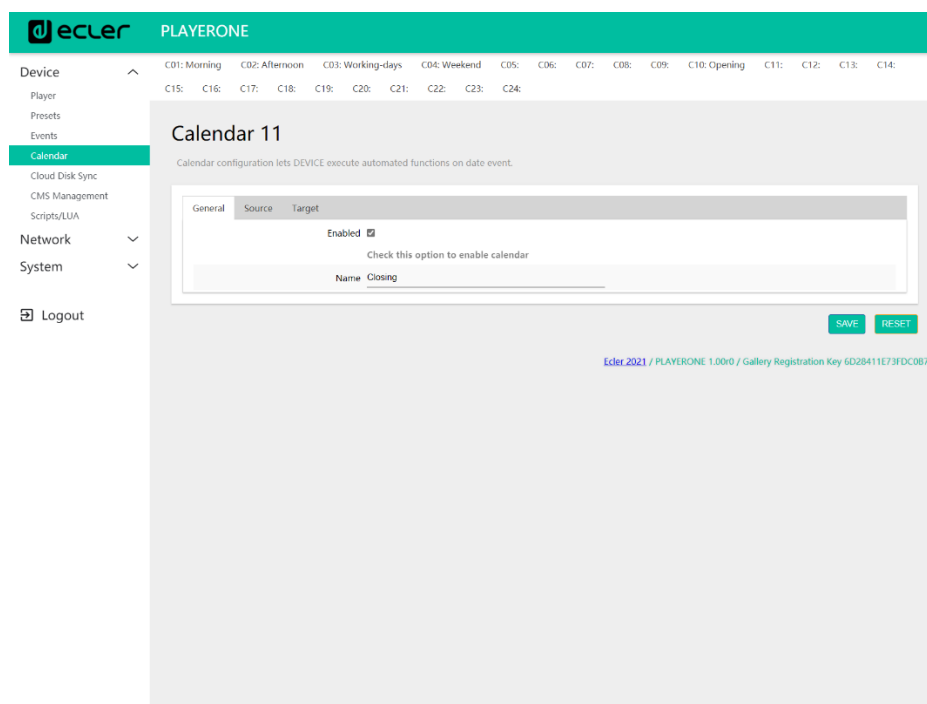 ecler PLAYERONE
Device
Player
Presets
Events
Calendar
Cloud Disk Sync
CMS Management
Scripts/LUA
Network
System
Logout
C01: Morning C02: Afternoon C03: Working-days C04: Weekend C05: C06: C07: C08: C09: C10: Opening C11: C12: C13: C14:
C15: C16: C17: C18: C19: C20: C21: C22: C23: C24:
Calendar 11
Calendar configuration lets DEVICE execute automated functions on date event.
General Source Target
Enabled
Check this option to enable calendar
Name Closing
SAVE RESET
Ecler 2021 / PLAYERONE 1.00r0 / Gallery Registration Key 6D28411E73FDC087